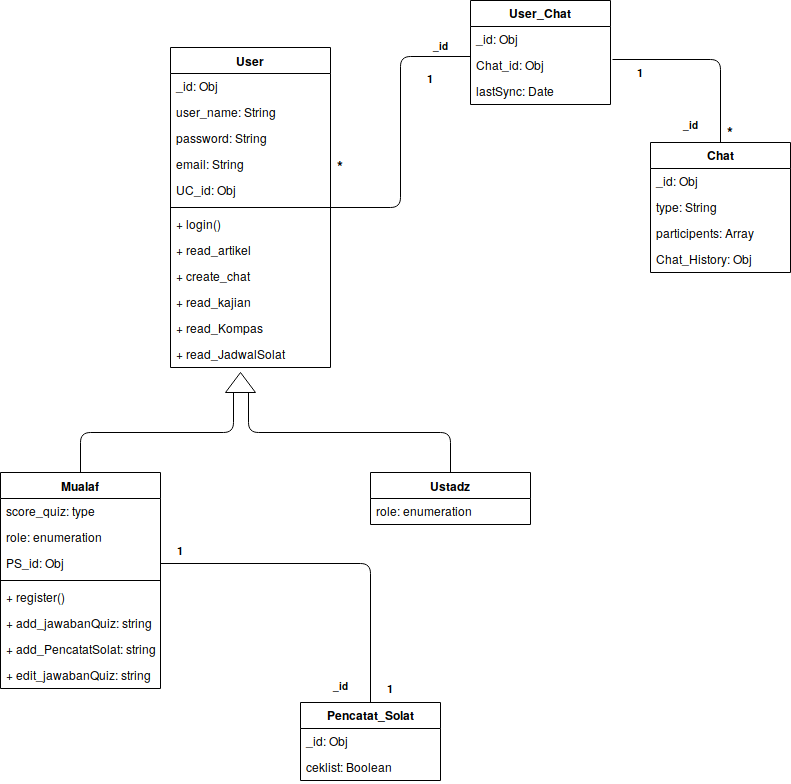 User_Chat
_id: Obj
Chat_id: Obj
lastSync: Date
_id
1
1
User
_id: Obj
user_name: String
password: String
email: String
UC_id: Obj
*
+ login()
+ read_artikel
+ create_chat
+ read_kajian
+ read_Kompas
+ read_JadwalSolat
_id
*
Chat
_id: Obj
type: String
participents: Array
Chat_History: Obj
Mualaf
score_quiz: type
role: enumeration
PS_id: Obj
+ register()
+ add_jawabanQuiz: string
+ add_PencatatSolat: string
+ edit_jawabanQuiz: string
Ustadz
role: enumeration
1
_id
1
Pencatat_Solat
_id: Obj
ceklist: Boolean